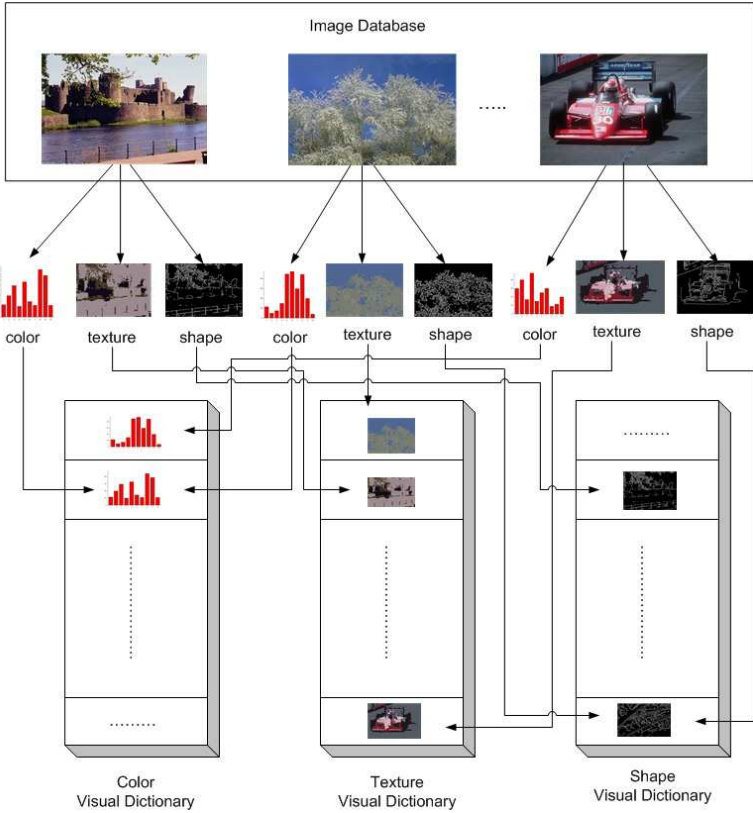 Image Database
.....
color
texture
shape
color
texture
shape
color
texture
shape
Color
Visual Dictionary
Texture
Visual Dictionary
Shape
Visual Dictionary